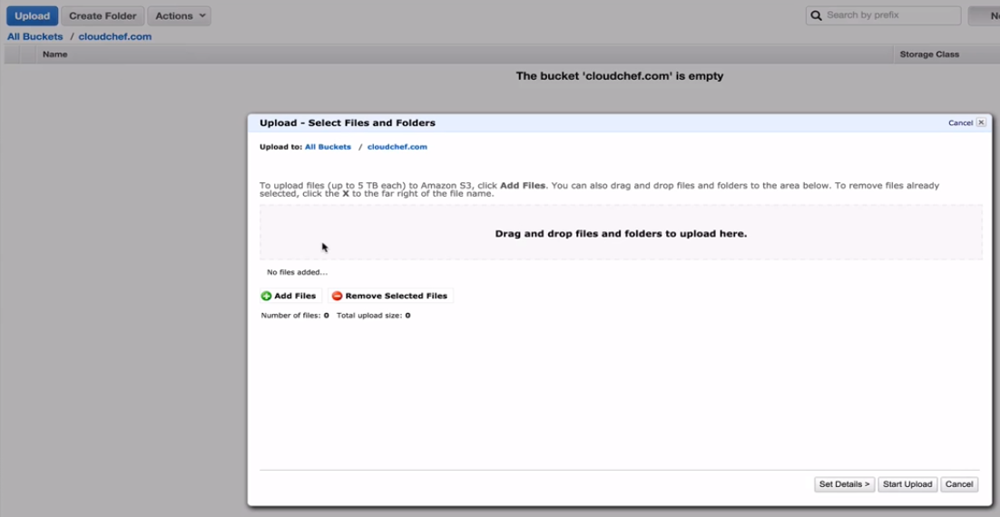 Upload Create Folder Actions Search by prefix
All Buckets / cloudchef.com
Name Storage Class
The bucket 'cloudchef.com' is empty
Upload - Select Files and Folders Cancel
Upload to: All Buckets / cloudchef.com
To upload files (up to 5 TB each) to Amazon S3, click Add Files. You can also drag and drop files and folders to the area below. To remove files already
selected, click the X to the far right of the file name.
Drag and drop files and folders to upload here.
No files added...
Add Files Remove Selected Files
Number of files: 0 Total upload size: 0
Set Details > Start Upload Cancel